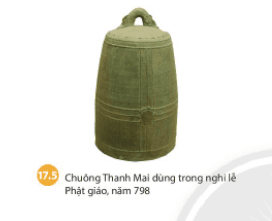 17.5 Chuông Thanh Mai dùng trong nghi lễ
Phật giáo, năm 798